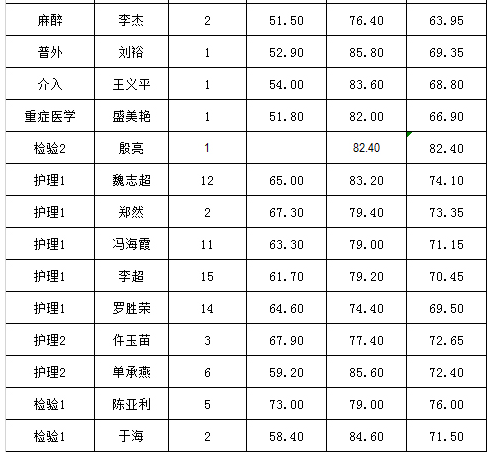 麻醉 李杰 2 51.50 76.40 63.95
普外 刘裕 1 52.90 85.80 69.35
介入 王义平 1 54.00 83.60 68.80
重症医学 盛美艳 1 51.80 82.00 66.90
检验2 殷亮 1 82.40 82.40
护理1 魏志超 12 65.00 83.20 74.10
护理1 郑然 2 67.30 79.40 73.35
护理1 冯海霞 11 63.30 79.00 71.15
护理1 李超 15 61.70 79.20 70.45
护理1 罗胜荣 14 64.60 74.40 69.50
护理2 仵玉苗 3 67.90 77.40 72.65
护理2 单承燕 6 59.20 85.60 72.40
检验1 陈亚利 5 73.00 79.00 76.00
检验1 于海 2 58.40 84.60 71.50